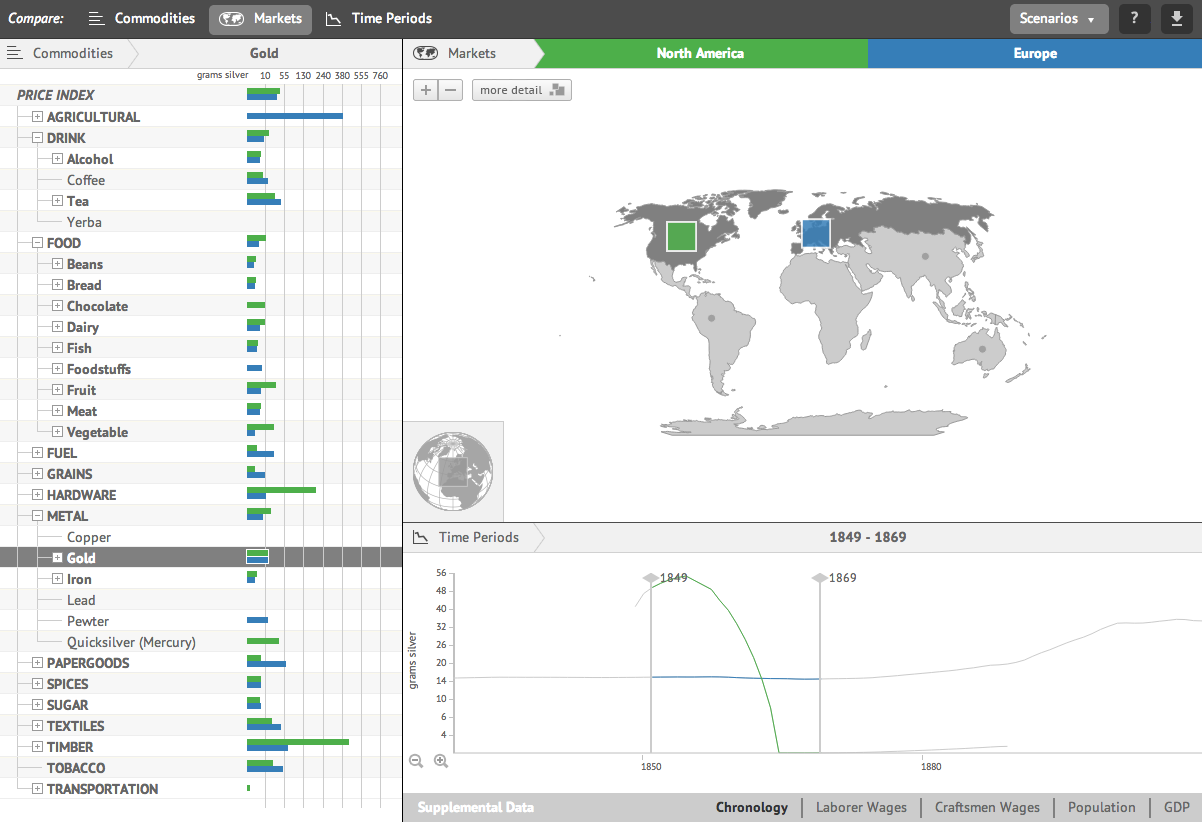 Compare: Commodities Markets Time Periods Scenarios ▼ ?
Commodities Gold
grams silver 10 55 130 240 380 555 760
PRICE INDEX
AGRICULTURAL
DRINK
Alcohol
Coffee
Tea
Yerba
FOOD
Beans
Bread
Chocolate
Dairy
Fish
Foodstuffs
Fruit
Meat
Vegetable
FUEL
GRAINS
HARDWARE
METAL
Copper
Gold
Iron
Lead
Pewter
Quicksilver (Mercury)
PAPERGOODS
SPICES
SUGAR
TEXTILES
TIMBER
TOBACCO
TRANSPORTATION
Markets North America Europe
+ − more detail
Time Periods 1849 - 1869
grams silver
56
48
40
32
26
20
14
10
6
4
1849 1869
1850 1880
Supplemental Data Chronology Laborer Wages Craftsmen Wages Population GDP